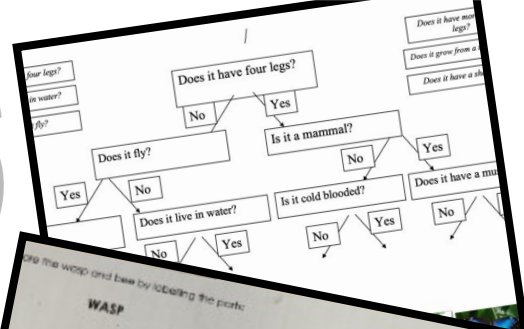 four legs?
in water?
fly?
Does it have four legs?
Does it have
legs?
Does it grow from a
Does it have a
No
Yes
Does it fly?
Is it a mammal?
Yes
No
No
Yes
Does it live in water?
Is it cold blooded?
Does it have a
No
Yes
No
Yes
No
the wasp and bee by labelling the parts:
WASP